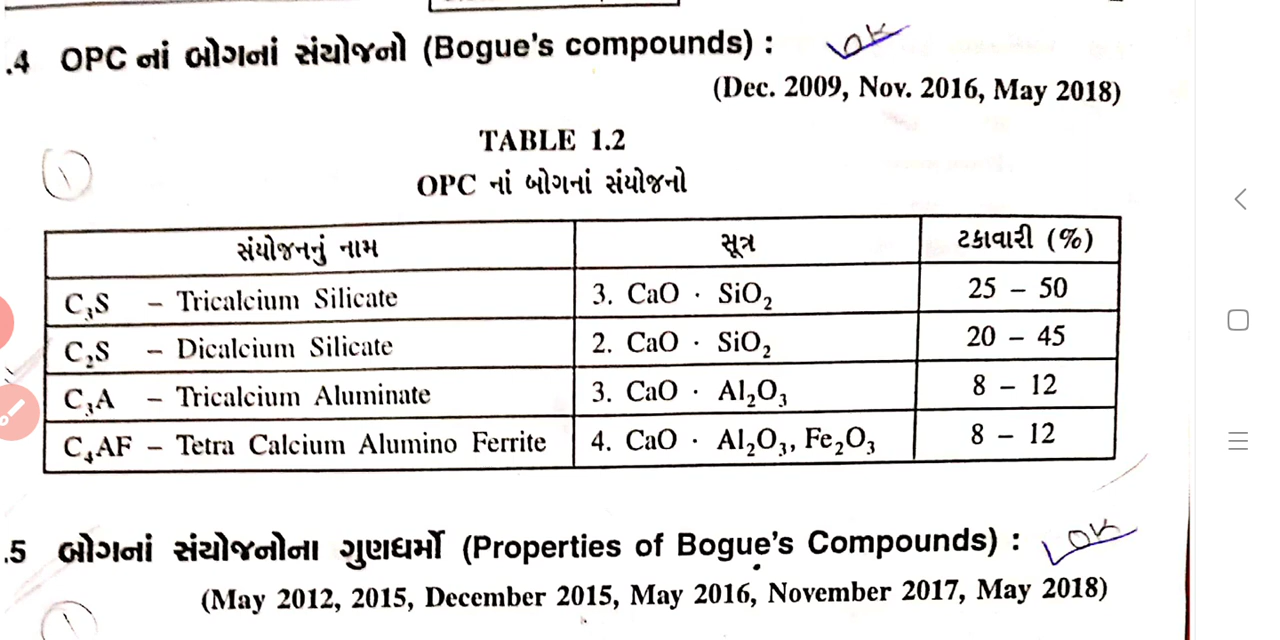 .4 OPC નાં બોગનાં સંયોજનો (Bogue's compounds) : OK
(Dec. 2009, Nov. 2016, May 2018)
TABLE 1.2
1
OPC નાં બોગનાં સંયોજનો
સંયોજનનું નામ સૂત્ર ટકાવારી (%)
C₃S – Tricalcium Silicate 3. CaO · SiO₂ 25 – 50
C₂S – Dicalcium Silicate 2. CaO · SiO₂ 20 – 45
C₃A – Tricalcium Aluminate 3. CaO · Al₂O₃ 8 – 12
C₄AF – Tetra Calcium Alumino Ferrite 4. CaO · Al₂O₃, Fe₂O₃ 8 – 12
.5 બોગનાં સંયોજનોના ગુણધર્મો (Properties of Bogue's Compounds) : OK
(May 2012, 2015, December 2015, May 2016, November 2017, May 2018)